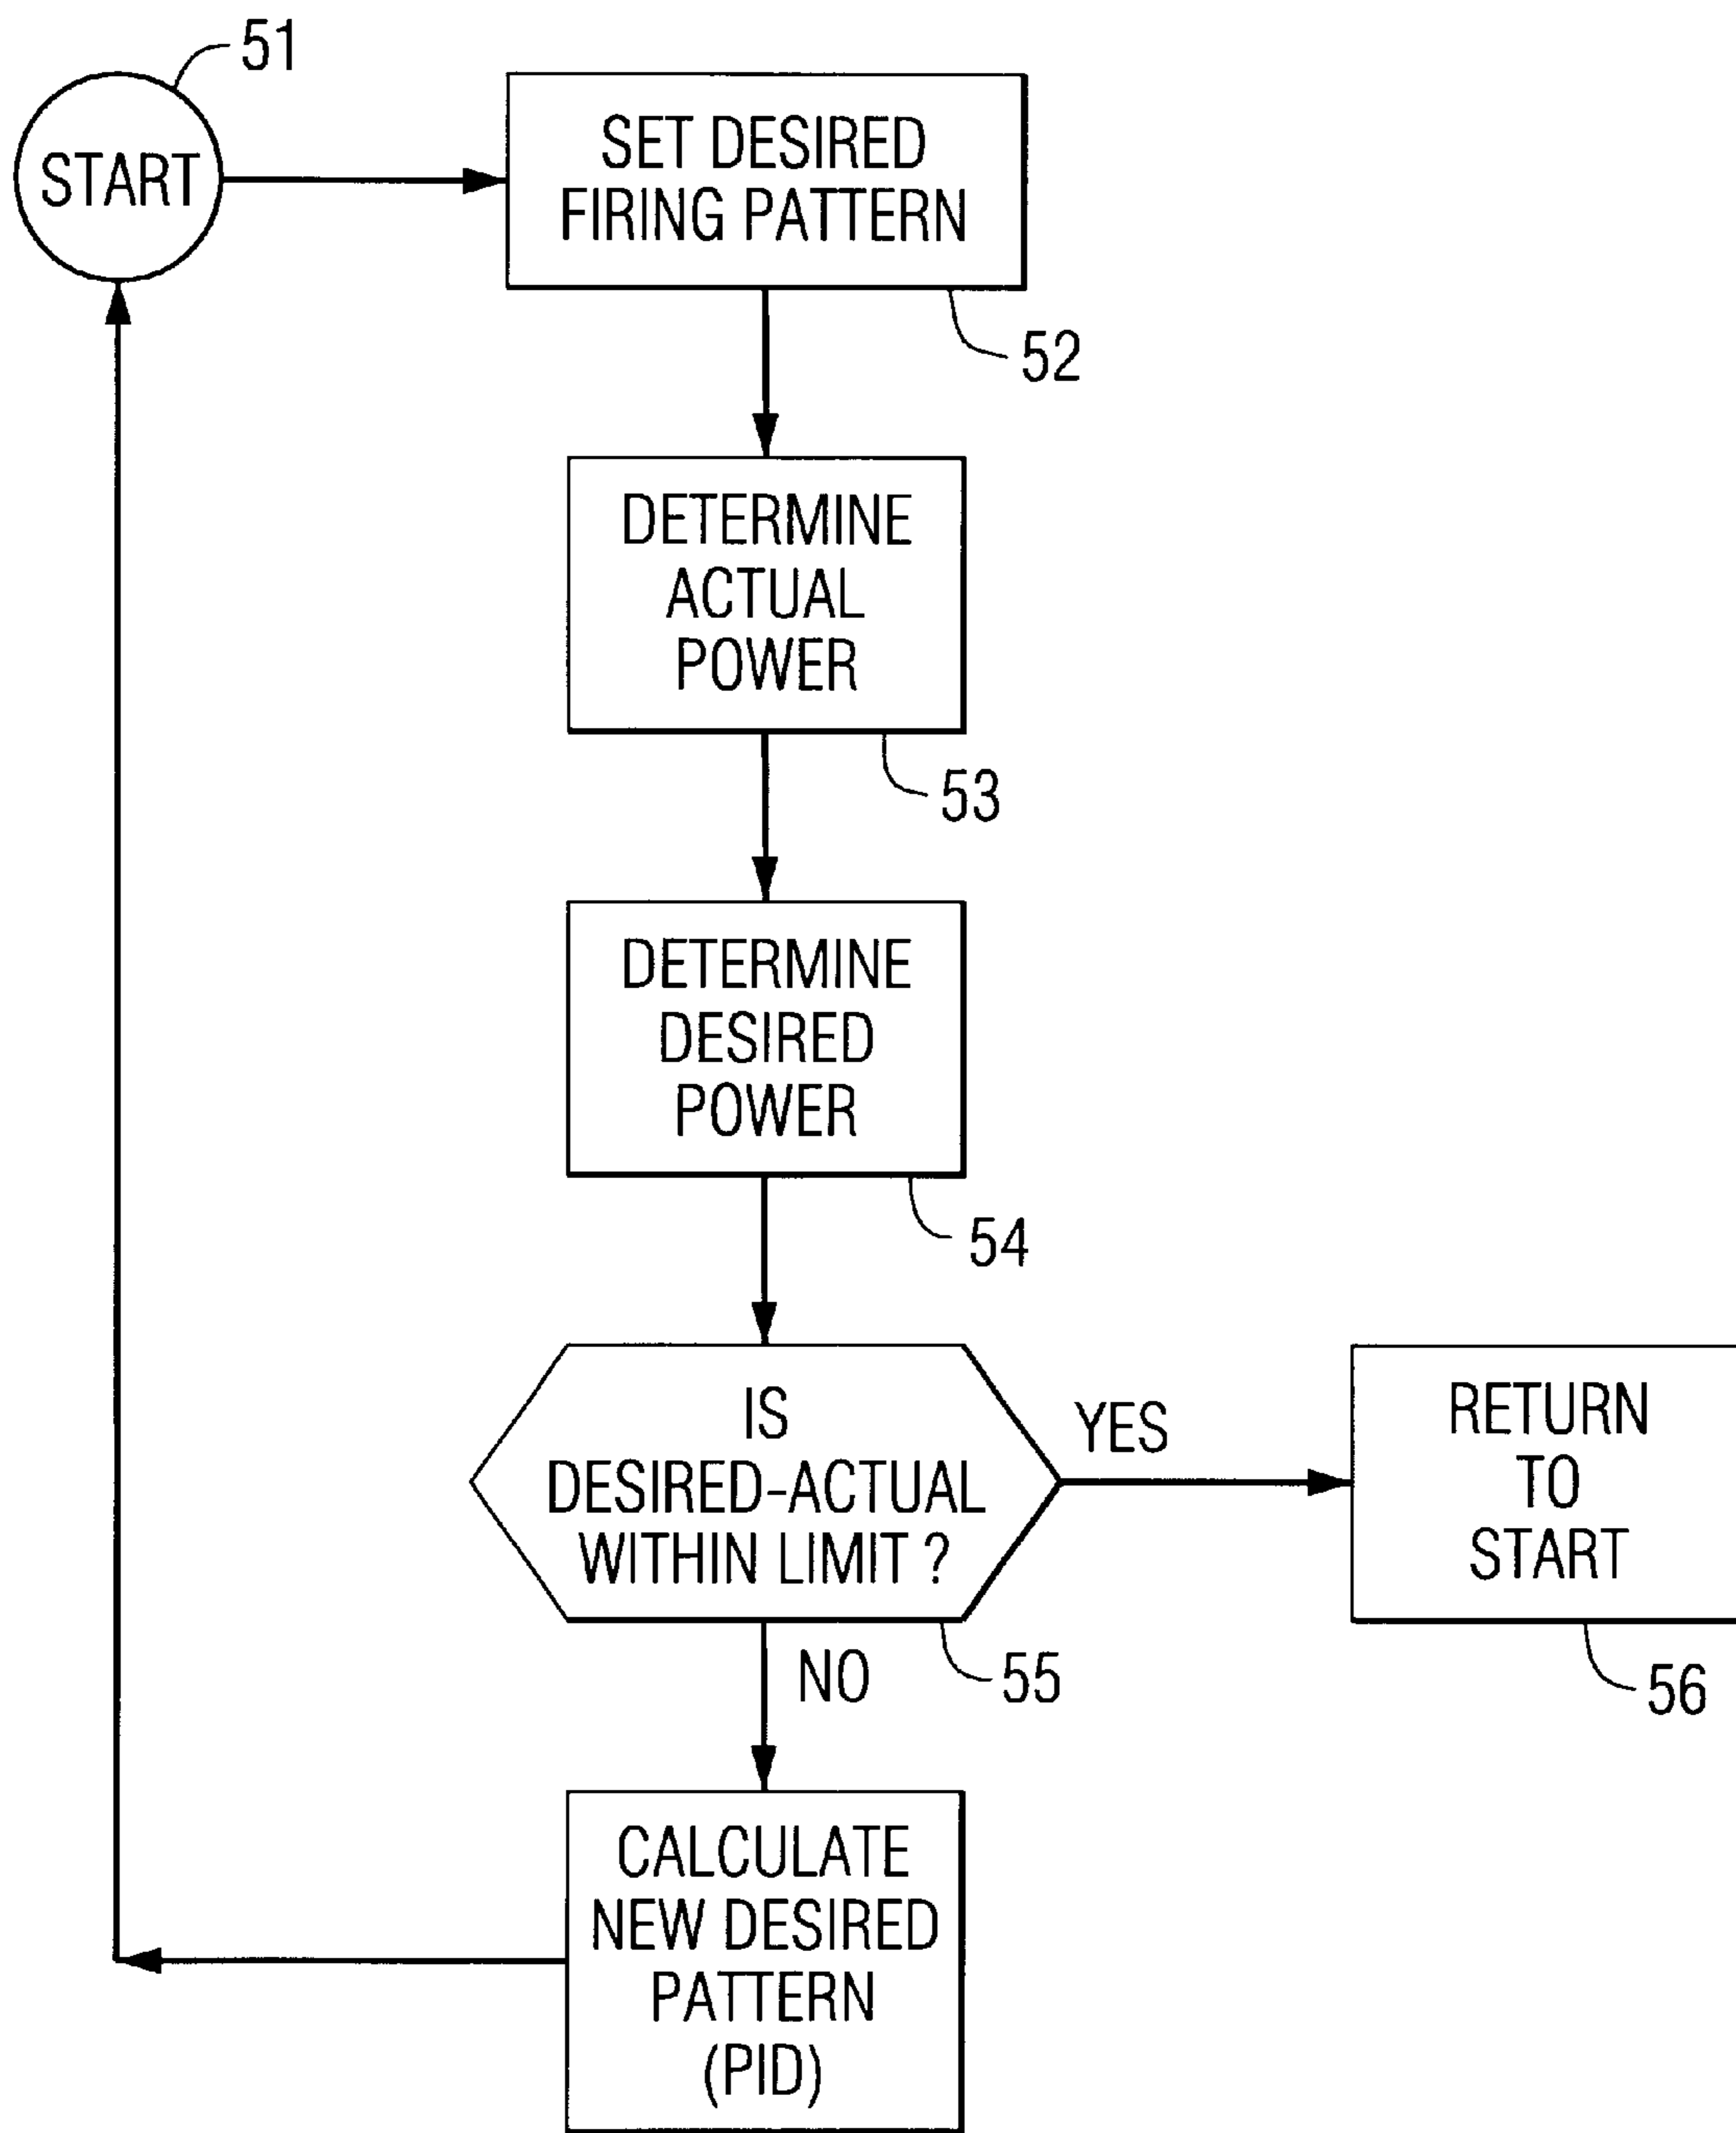 51
START
SET DESIRED
FIRING PATTERN
52
DETERMINE
ACTUAL
POWER
53
DETERMINE
DESIRED
POWER
54
IS
DESIRED-ACTUAL
WITHIN LIMIT ?
YES
RETURN
TO
START
56
NO
55
CALCULATE
NEW DESIRED
PATTERN
(PID)